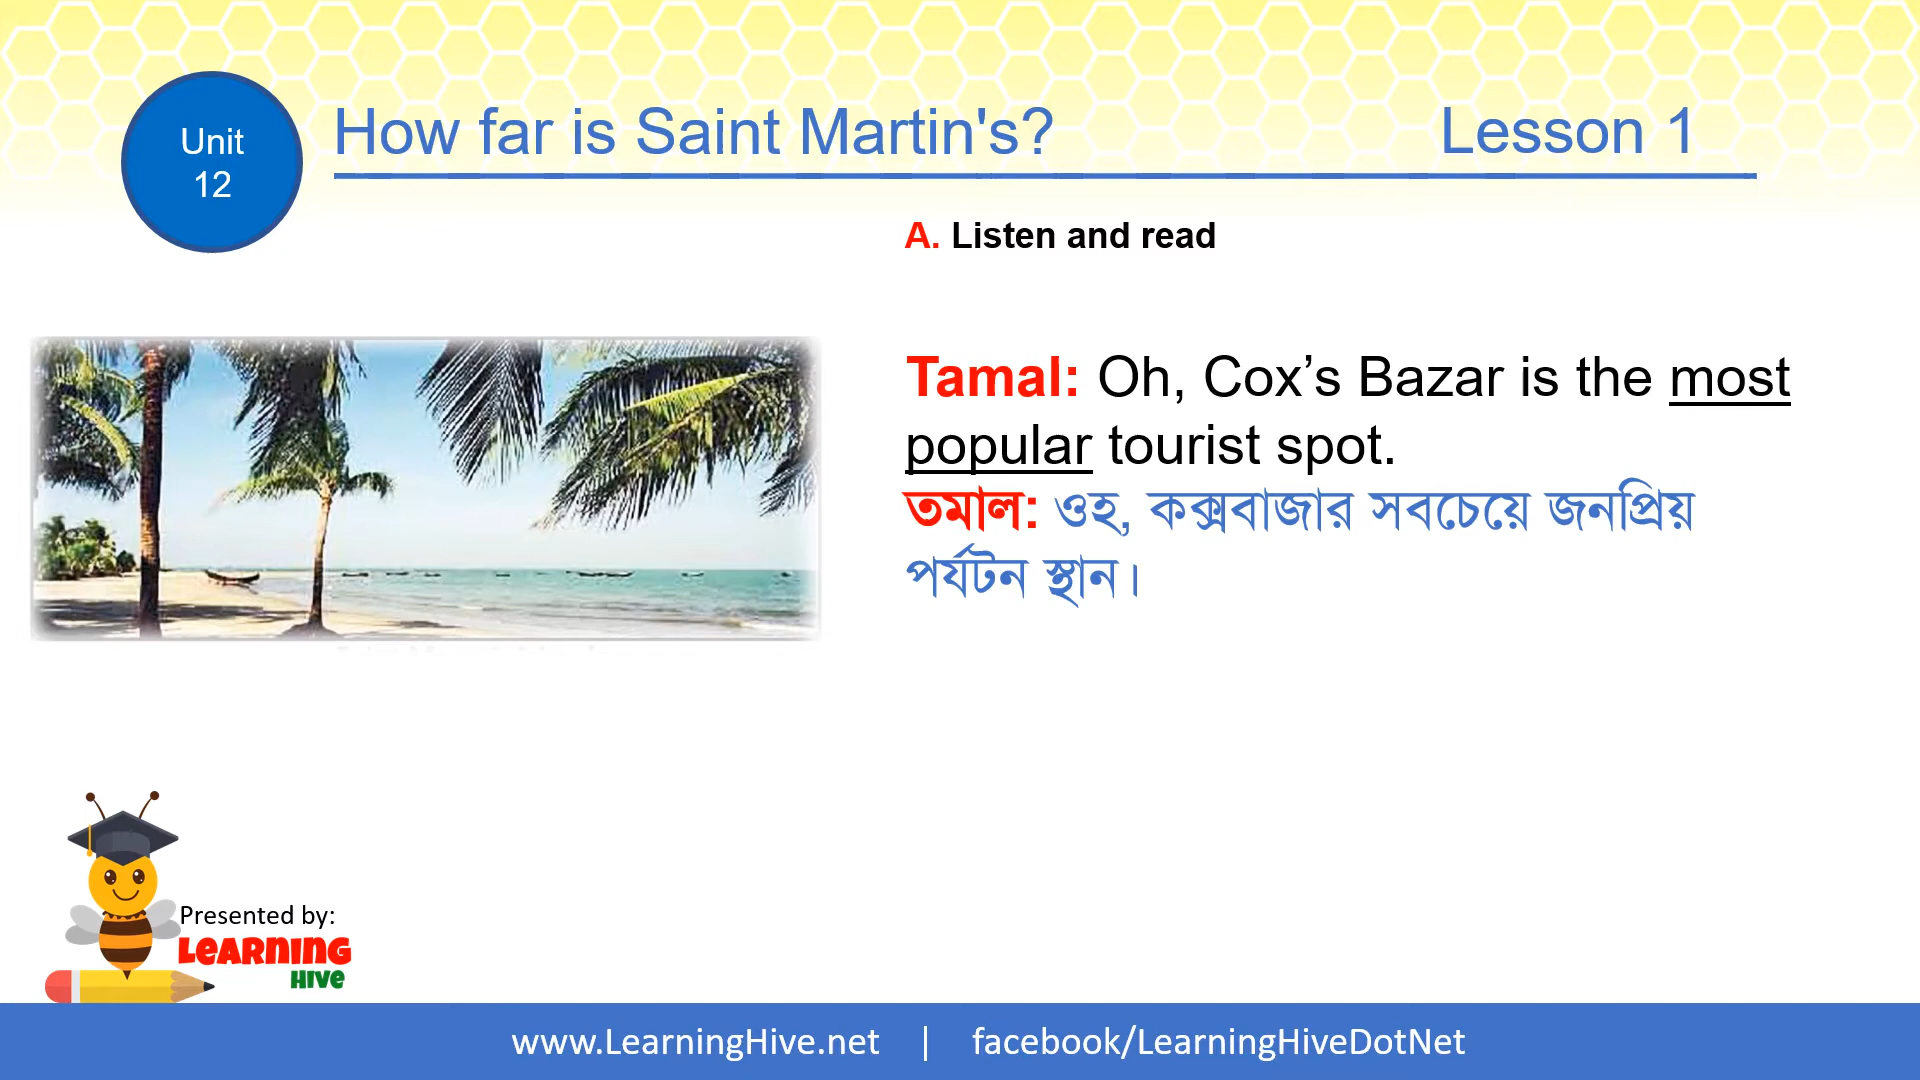 Unit
12
How far is Saint Martin's?
Lesson 1
A. Listen and read
Tamal: Oh, Cox’s Bazar is the most
popular tourist spot.
তমাল: ওহ, কক্সবাজার সবচেয়ে জনপ্রিয়
পর্যটন স্থান।
Presented by:
LEARNING
HIVE
www.LearningHive.net | facebook/LearningHiveDotNet